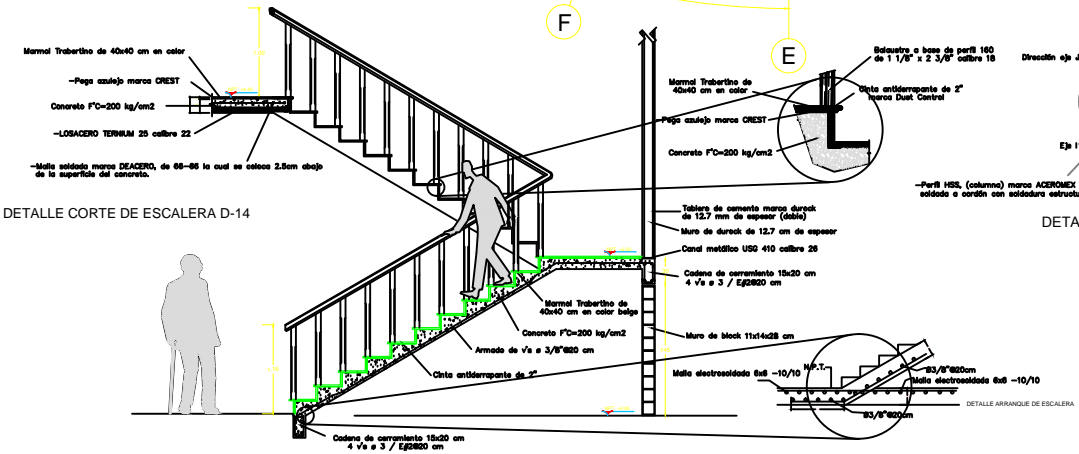 F
E
Marmol Trabertino de 40x40 cm en color
-Pega azulejo marca CREST
Concreto F'C=200 kg/cm2
-LOSACERO TERNIUM 25 calibre 22
-Malla soldada marca DEACERO, de 66-66 la cual se coloca 2.5cm abajo
de la superficie del concreto.
DETALLE CORTE DE ESCALERA D-14
Balaustre a base de perfil 160
de 1 1/8" x 2 3/8" calibre 18
Marmol Trabertino de
40x40 cm en color
Cinta antiderrapante de 2"
marca Dust Control
Pega azulejo marca CREST
Concreto F'C=200 kg/cm2
Dirección eje J
Eje I
-Perfil HSS, (columna) marca ACEROMEX
soldada a cordón con soldadura estructu
DETA
Tablero de cemento marca durock
de 12.7 mm de espesor (doble)
Muro de durock de 12.7 cm de espesor
Canal metálico USG 410 calibre 26
Cadena de cerramiento 15x20 cm
4 v's ø 3 / E#2@20 cm
Marmol Trabertino de
40x40 cm en color beige
Concreto F'C=200 kg/cm2
Armado de v's ø 3/8"@20 cm
Cinta antiderrapante de 2"
Muro de block 11x14x28 cm
Cadena de cerramiento 15x20 cm
4 v's ø 3 / E#2@20 cm
Malla electrosoldada 6x6 -10/10
N.P.T.
Ø3/8"@20cm
Malla electrosoldada 6x6 -10/10
DETALLE ARRANQUE DE ESCALERA
Ø3/8"@20cm